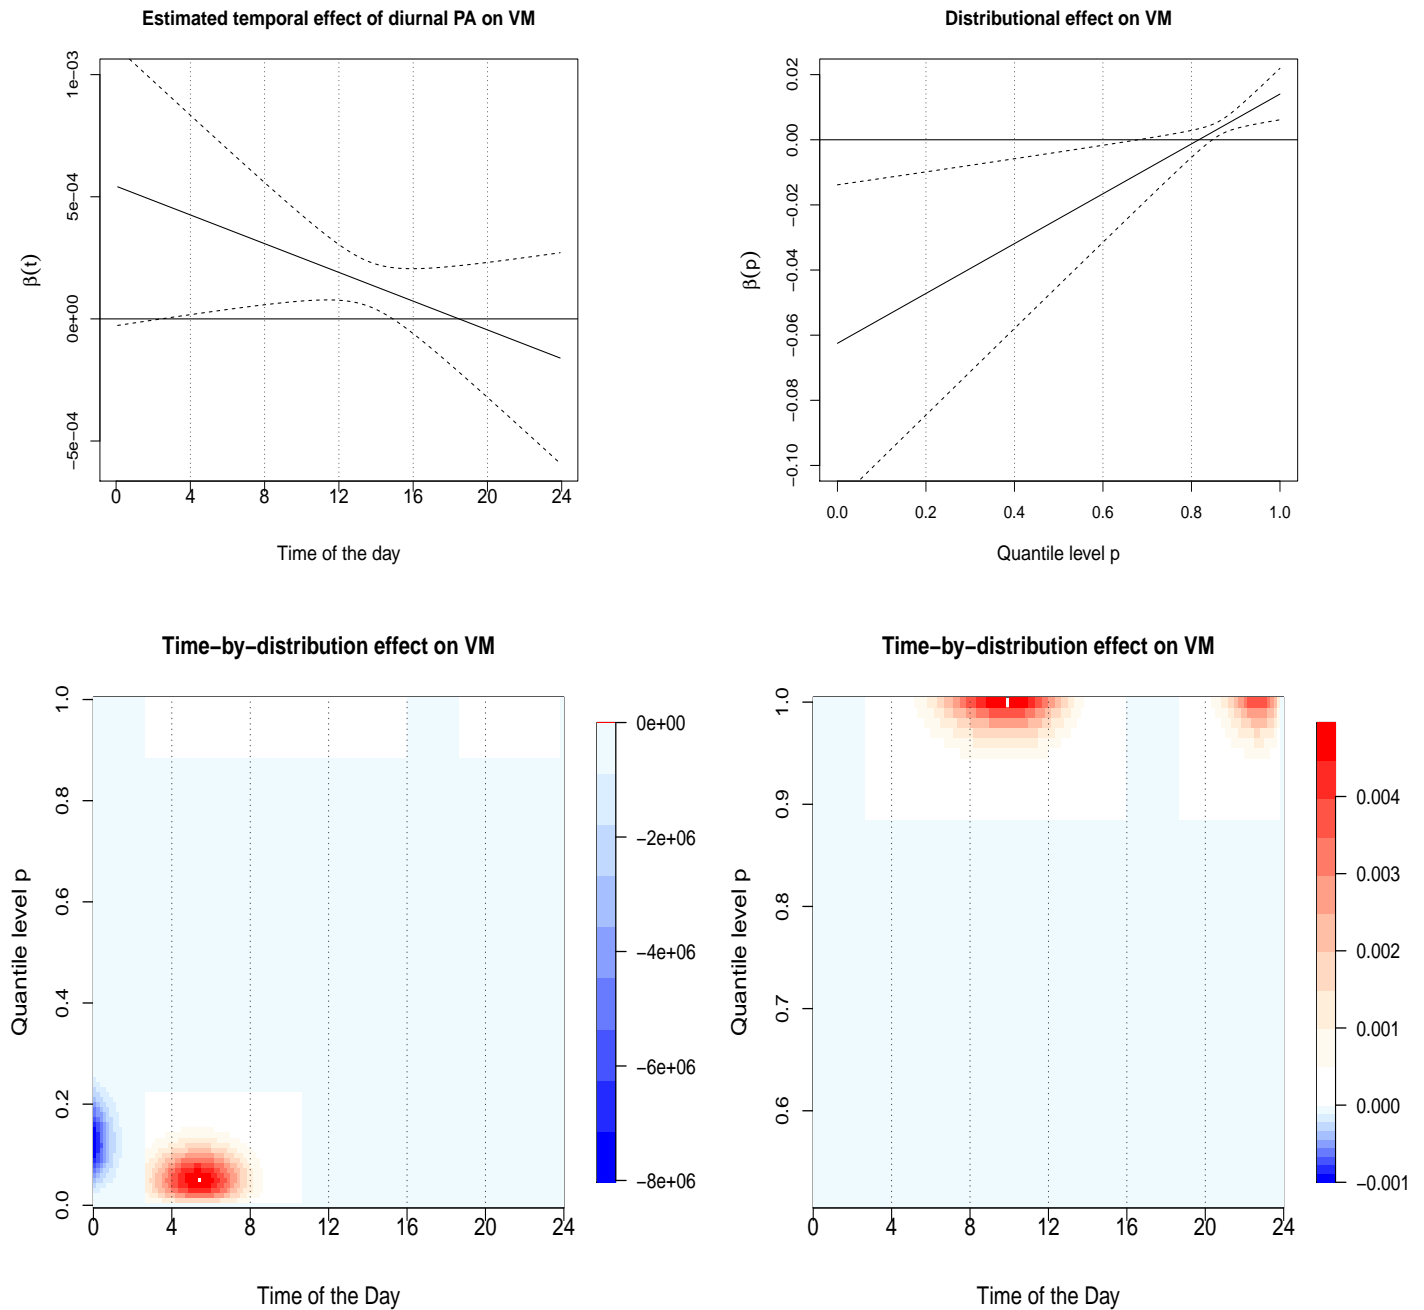 Estimated temporal effect of diurnal PA on VM
1e−03
5e−04
0e+00
−5e−04
β(t)
0 4 8 12 16 20 24
Time of the day
Distributional effect on VM
0.02
0.00
−0.02
−0.04
−0.06
−0.08
−0.10
β(p)
0.0 0.2 0.4 0.6 0.8 1.0
Quantile level p
Time−by−distribution effect on VM
1.0
0.8
0.6
0.4
0.2
0.0
Quantile level p
0 4 8 12 16 20 24
Time of the Day
0e+00
−2e+06
−4e+06
−6e+06
−8e+06
Time−by−distribution effect on VM
1.0
0.9
0.8
0.7
0.6
Quantile level p
0 4 8 12 16 20 24
Time of the Day
0.004
0.003
0.002
0.001
0.000
−0.001